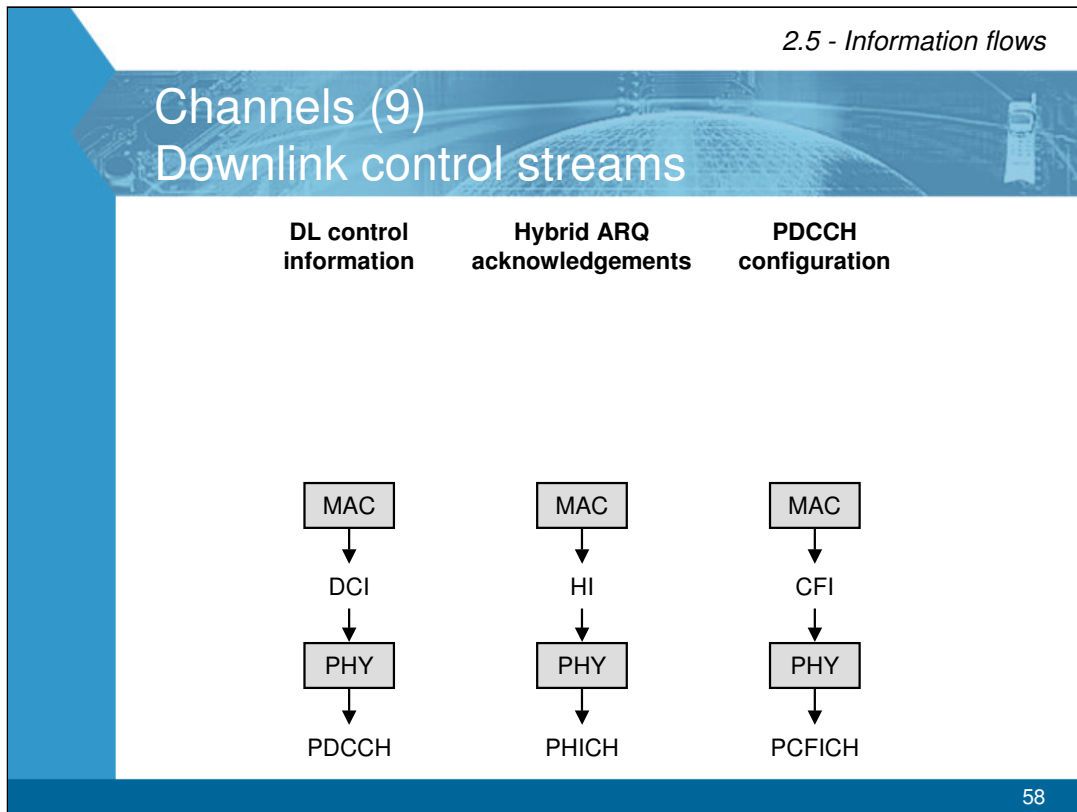 2.5 - Information flows
Channels (9)
Downlink control streams
DL control
information
Hybrid ARQ
acknowledgements
PDCCH
configuration
MAC MAC MAC
DCI HI CFI
PHY PHY PHY
PDCCH PHICH PCFICH
58